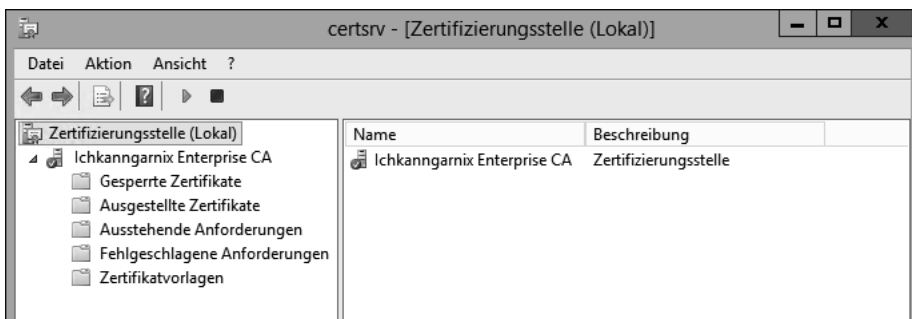 certsrv - [Zertifizierungsstelle (Lokal)]
Datei Aktion Ansicht ?
Zertifizierungsstelle (Lokal)
Ichkanngarnix Enterprise CA
Gesperrte Zertifikate
Ausgestellte Zertifikate
Ausstehende Anforderungen
Fehlgeschlagene Anforderungen
Zertifikatvorlagen
Name Beschreibung
Ichkanngarnix Enterprise CA Zertifizierungsstelle